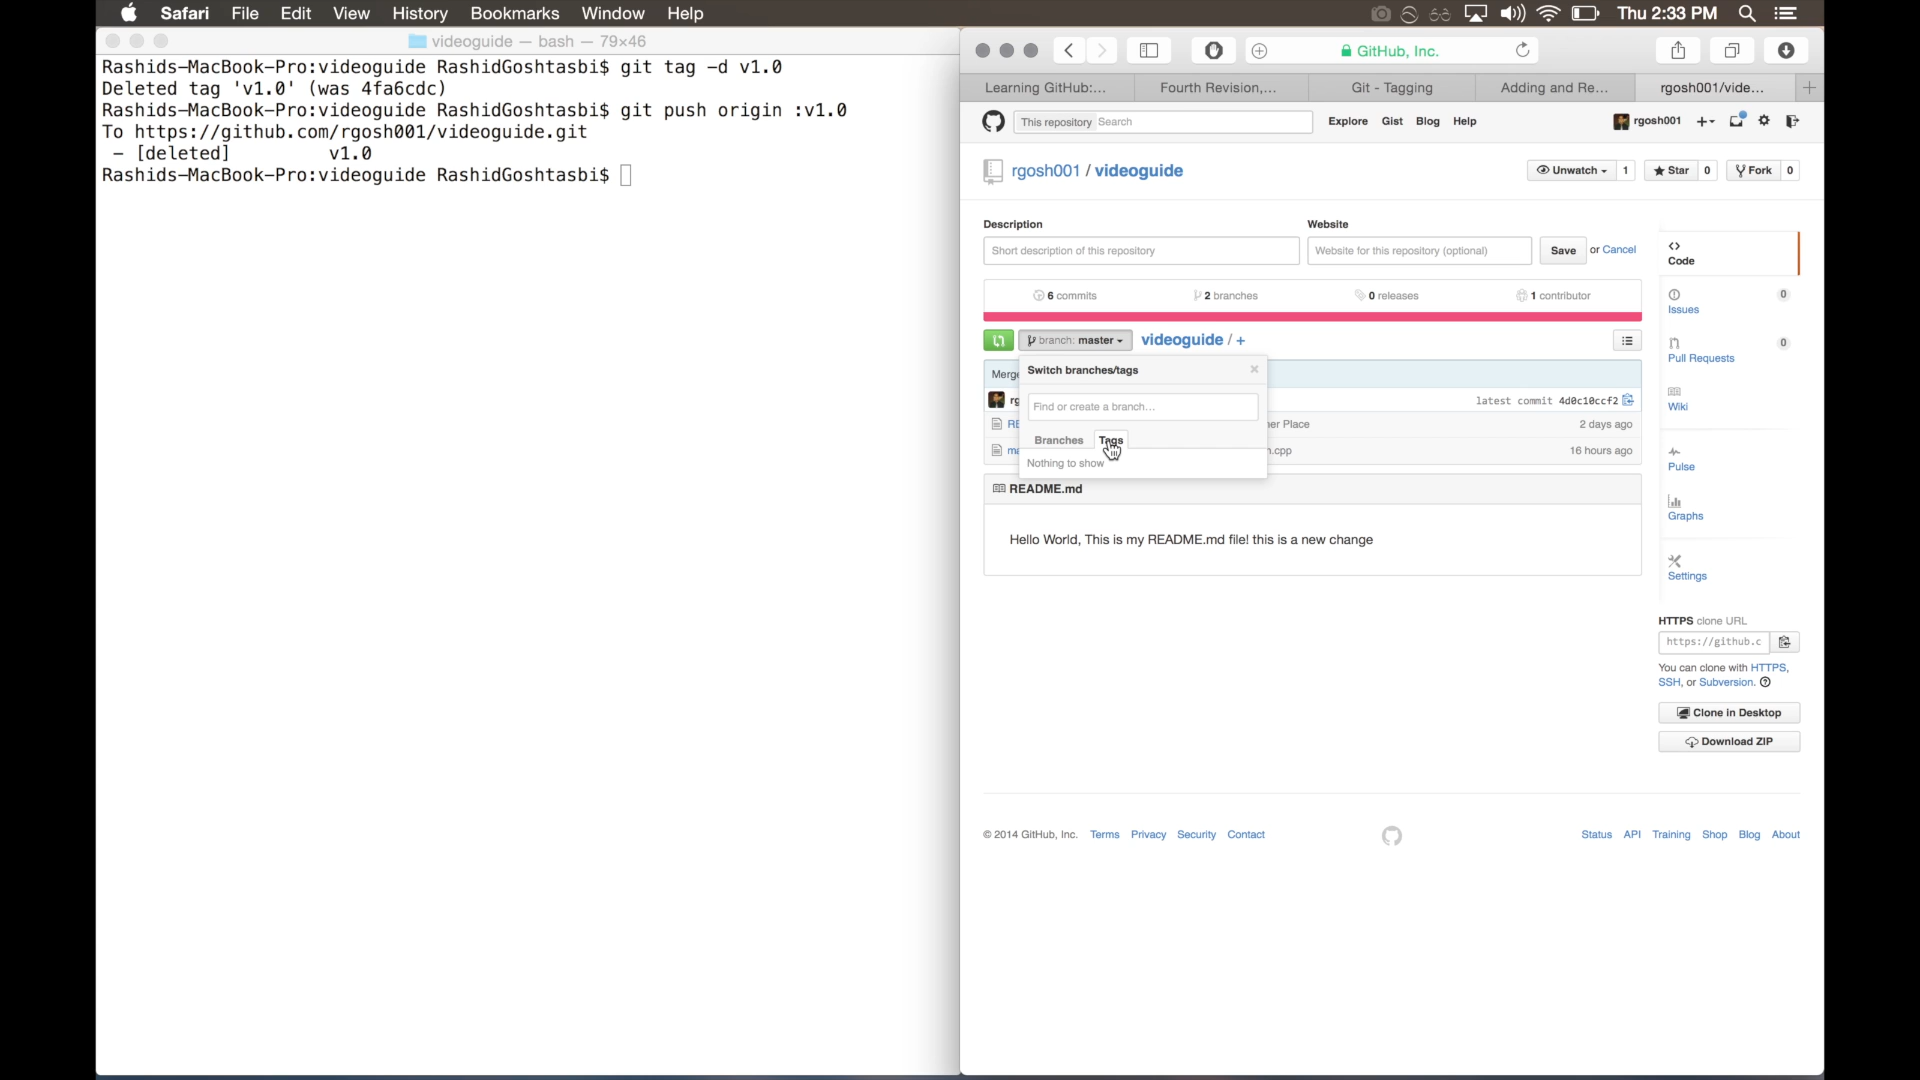 Safari File Edit View History Bookmarks Window Help Thu 2:33 PM
videoguide — bash — 79×46
Rashids-MacBook-Pro:videoguide RashidGoshtasbi$ git tag -d v1.0
Deleted tag 'v1.0' (was 4fa6cdc)
Rashids-MacBook-Pro:videoguide RashidGoshtasbi$ git push origin :v1.0
To https://github.com/rgosh001/videoguide.git
 - [deleted]         v1.0
Rashids-MacBook-Pro:videoguide RashidGoshtasbi$
GitHub, Inc.
Learning GitHub:... Fourth Revision,... Git - Tagging Adding and Re... rgosh001/vide...
This repository Search Explore Gist Blog Help rgosh001
rgosh001 / videoguide Unwatch 1 Star 0 Fork 0
Description Website
Short description of this repository Website for this repository (optional) Save or Cancel
6 commits 2 branches 0 releases 1 contributor
branch: master videoguide / +
Switch branches/tags
Merge
Find or create a branch...
rg latest commit 4d0c10ccf2
RE her Place 2 days ago
Branches Tags
ma n.cpp 16 hours ago
Nothing to show
README.md
Hello World, This is my README.md file! this is a new change
Code
Issues 0
Pull Requests 0
Wiki
Pulse
Graphs
Settings
HTTPS clone URL
https://github.c
You can clone with HTTPS,
SSH, or Subversion.
Clone in Desktop
Download ZIP
© 2014 GitHub, Inc. Terms Privacy Security Contact Status API Training Shop Blog About